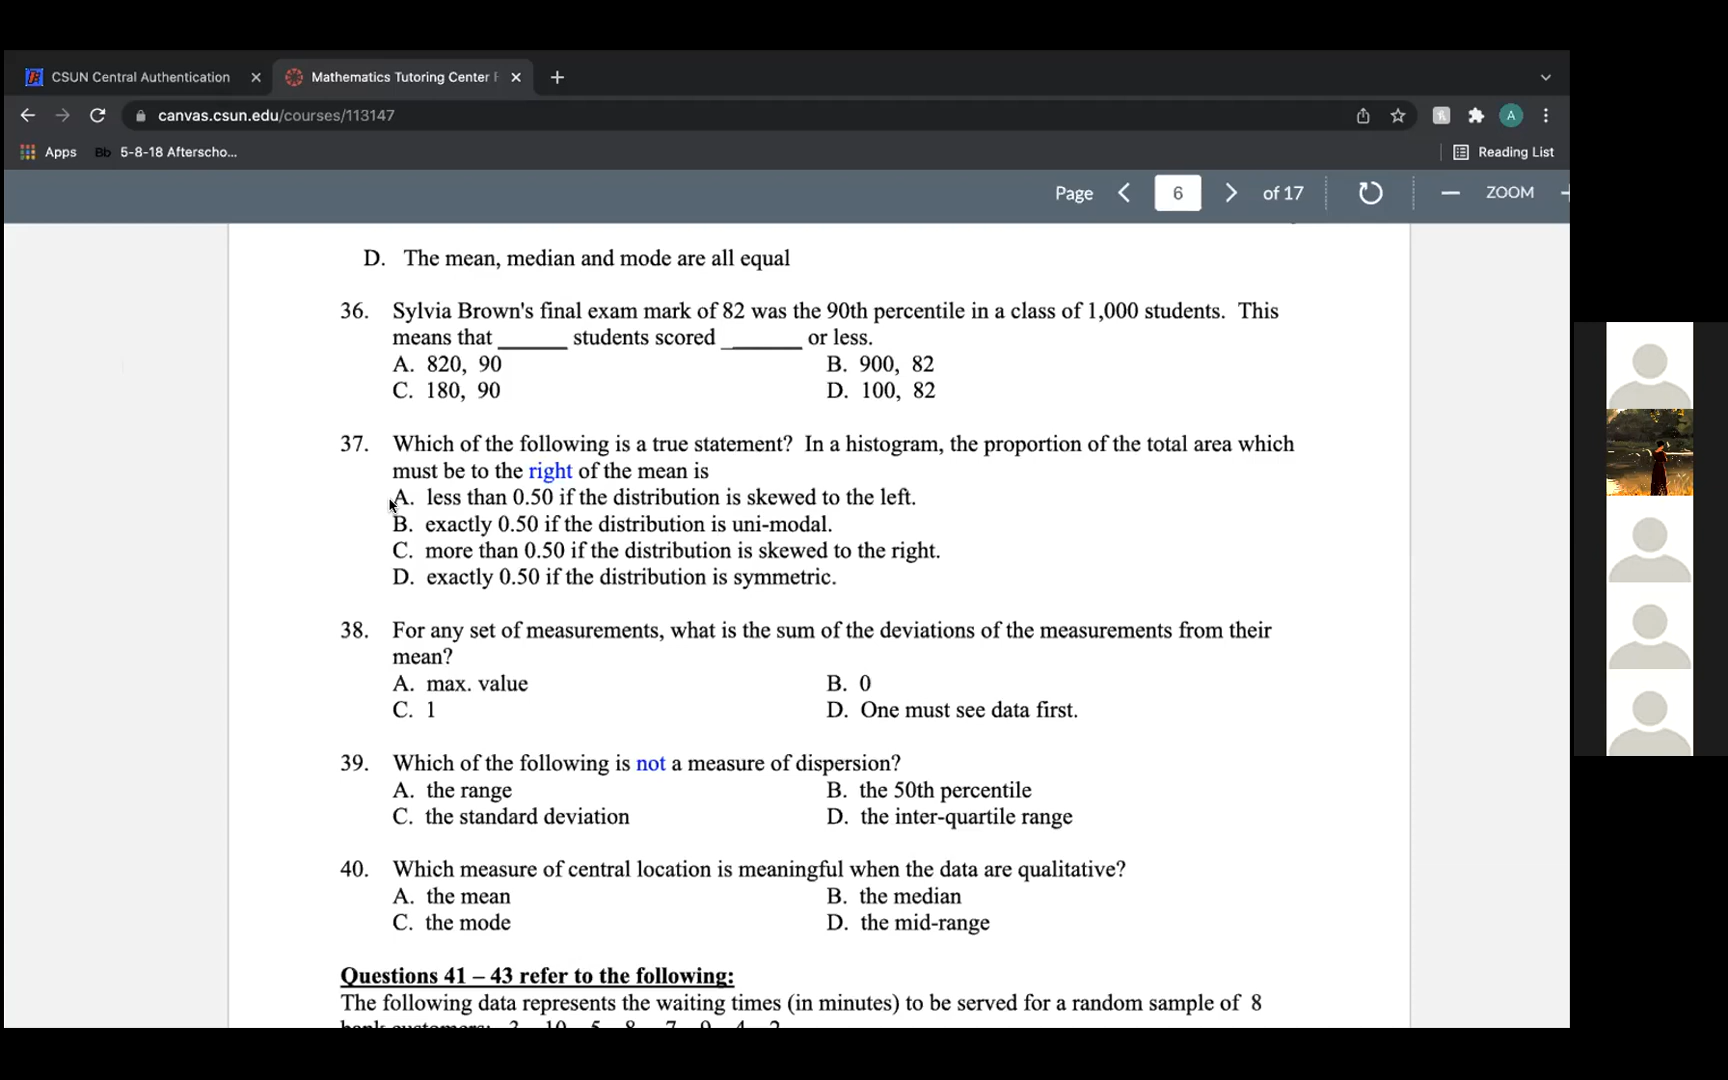 CSUN Central Authentication
Mathematics Tutoring Center
canvas.csun.edu/courses/113147
A
Apps
Bb 5-8-18 Afterscho...
Reading List
Page 6 of 17
ZOOM
D. The mean, median and mode are all equal
36. Sylvia Brown's final exam mark of 82 was the 90th percentile in a class of 1,000 students. This
means that ______ students scored _______ or less.
A. 820, 90 B. 900, 82
C. 180, 90 D. 100, 82
37. Which of the following is a true statement? In a histogram, the proportion of the total area which
must be to the right of the mean is
A. less than 0.50 if the distribution is skewed to the left.
B. exactly 0.50 if the distribution is uni-modal.
C. more than 0.50 if the distribution is skewed to the right.
D. exactly 0.50 if the distribution is symmetric.
38. For any set of measurements, what is the sum of the deviations of the measurements from their
mean?
A. max. value B. 0
C. 1 D. One must see data first.
39. Which of the following is not a measure of dispersion?
A. the range B. the 50th percentile
C. the standard deviation D. the inter-quartile range
40. Which measure of central location is meaningful when the data are qualitative?
A. the mean B. the median
C. the mode D. the mid-range
Questions 41 – 43 refer to the following:
The following data represents the waiting times (in minutes) to be served for a random sample of 8
bank customers: 3 10 5 8 7 9 4 2